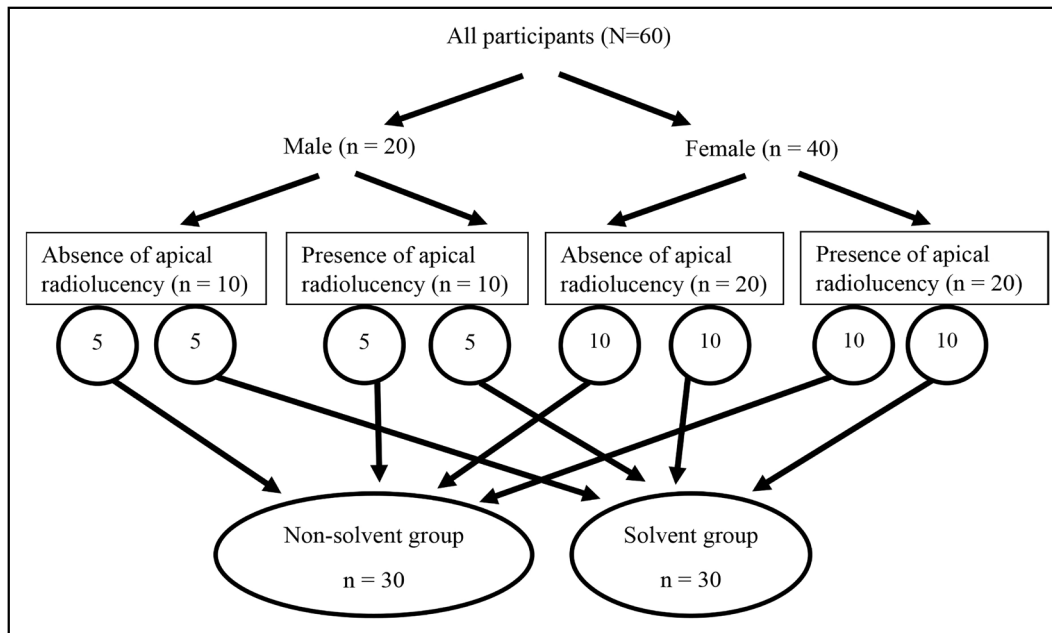 All participants (N=60)
Male (n = 20)
Female (n = 40)
Absence of apical
radiolucency (n = 10)
Presence of apical
radiolucency (n = 10)
Absence of apical
radiolucency (n = 20)
Presence of apical
radiolucency (n = 20)
5
5
5
5
10
10
10
10
Non-solvent group
n = 30
Solvent group
n = 30